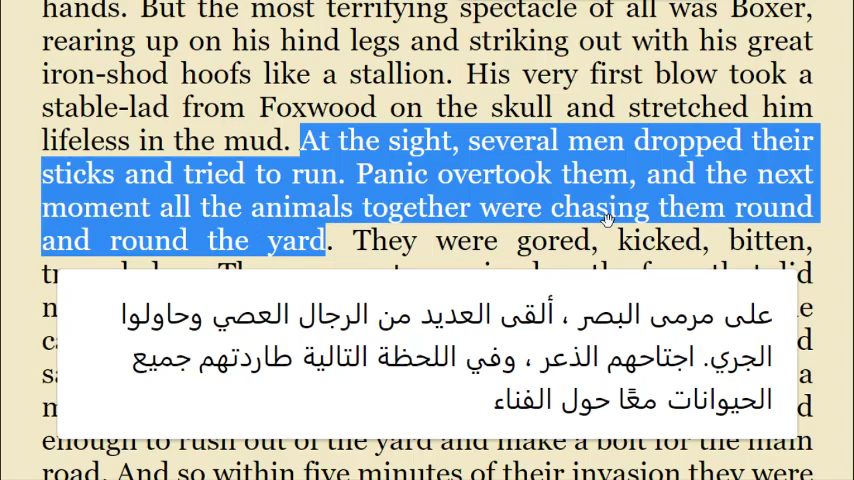 hands. But the most terrifying spectacle of all was Boxer,
rearing up on his hind legs and striking out with his great
iron-shod hoofs like a stallion. His very first blow took a
stable-lad from Foxwood on the skull and stretched him
lifeless in the mud. At the sight, several men dropped their
sticks and tried to run. Panic overtook them, and the next
moment all the animals together were chasing them round
and round the yard. They were gored, kicked, bitten,
على مرمى البصر ، ألقى العديد من الرجال العصي وحاولوا
الجري. اجتاحهم الذعر ، وفي اللحظة التالية طاردتهم جميع
الحيوانات معًا حول الفناء
enough to rush out of the yard and make a bolt for the main
road. And so within five minutes of their invasion they were